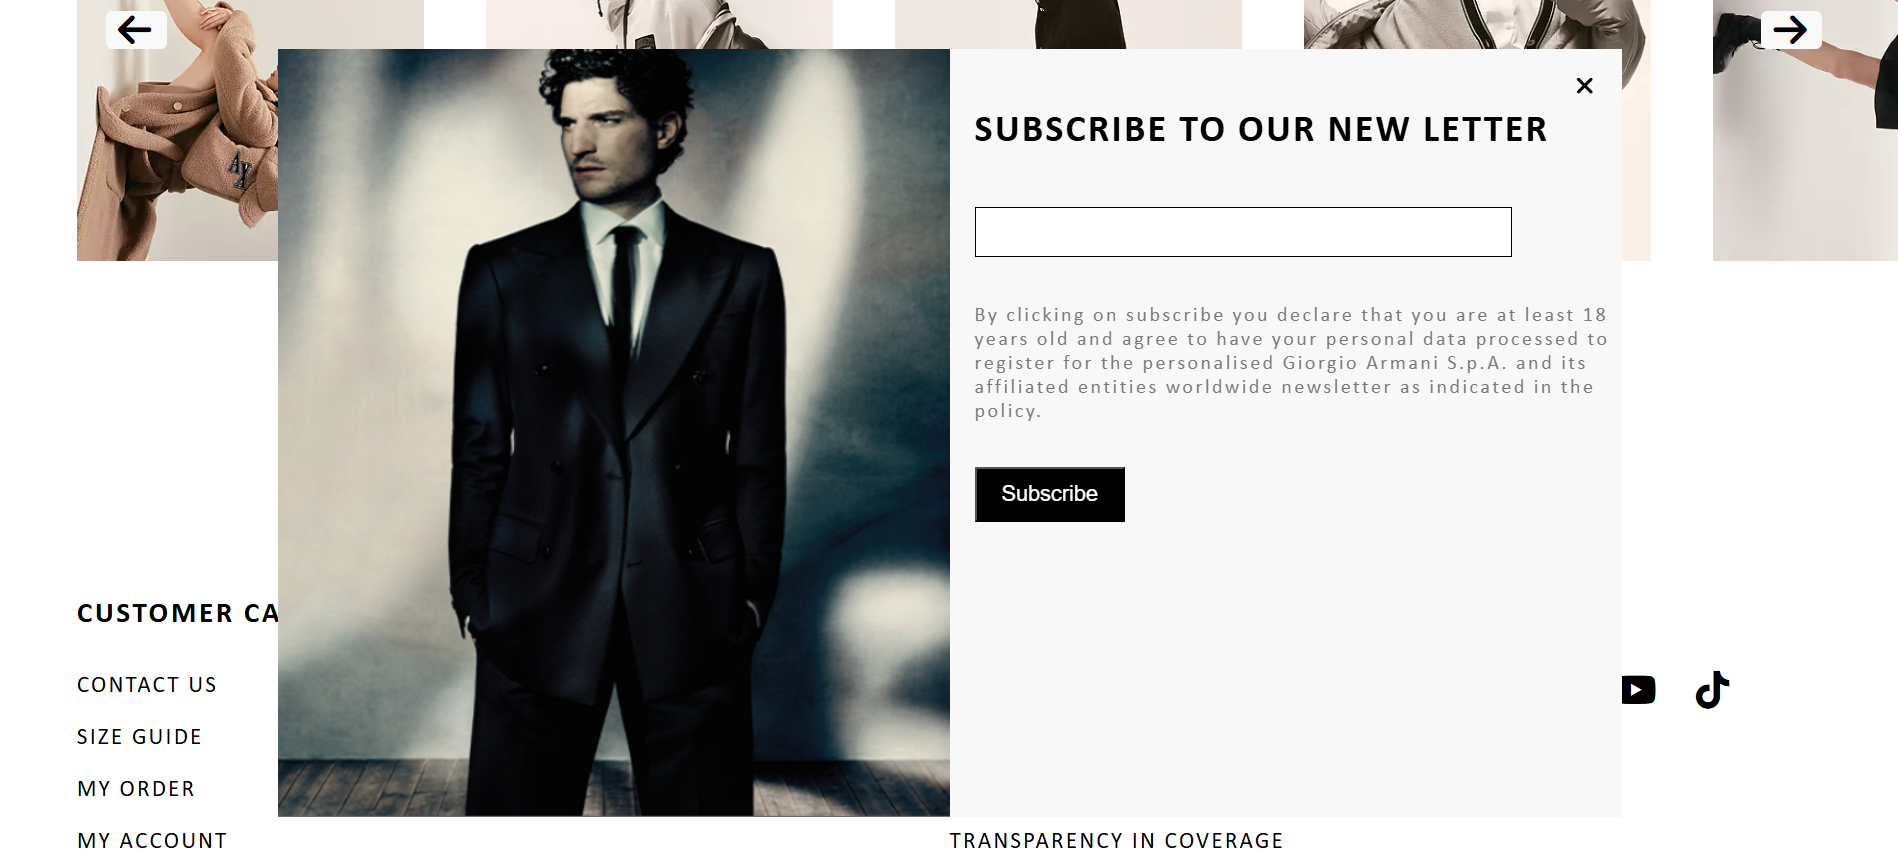 SUBSCRIBE TO OUR NEW LETTER
By clicking on subscribe you declare that you are at least 18
years old and agree to have your personal data processed to
register for the personalised Giorgio Armani S.p.A. and its
affiliated entities worldwide newsletter as indicated in the
policy.
Subscribe
CUSTOMER CA
CONTACT US
SIZE GUIDE
MY ORDER
MY ACCOUNT
TRANSPARENCY IN COVERAGE